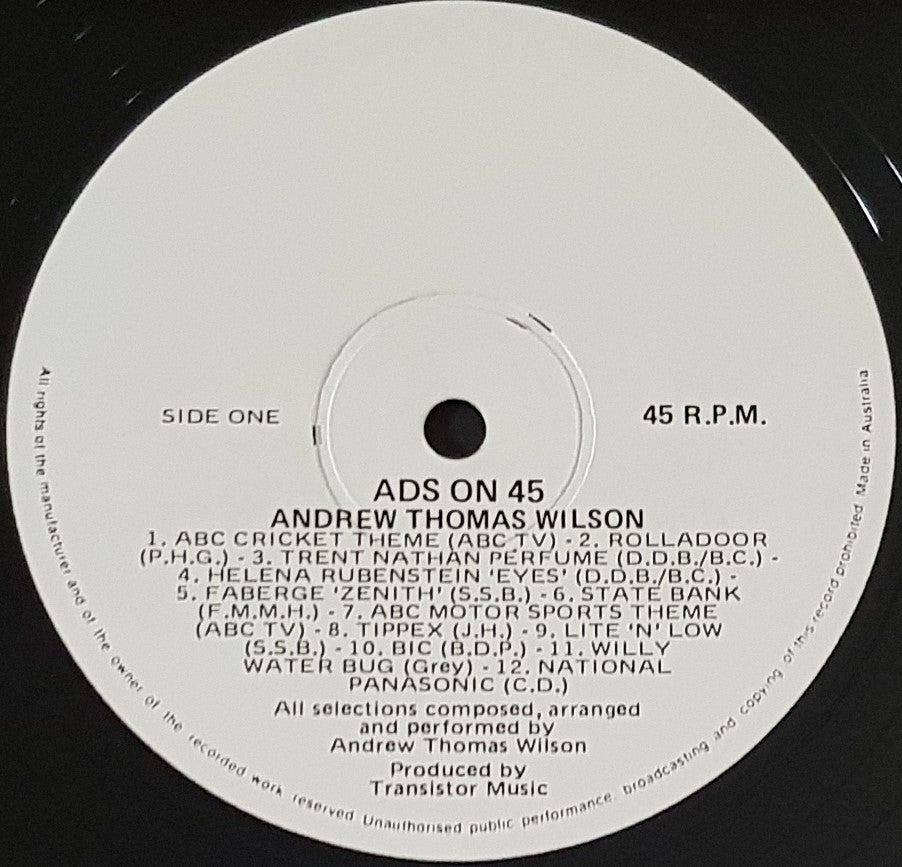 SIDE ONE
45 R.P.M.
ADS ON 45
ANDREW THOMAS WILSON
1. ABC CRICKET THEME (ABC TV) - 2. ROLLADOOR
(P.H.G.) - 3. TRENT NATHAN PERFUME (D.D.B./B.C.) -
4. HELENA RUBENSTEIN 'EYES' (D.D.B./B.C.) -
5. FABERGE 'ZENITH' (S.S.B.) - 6. STATE BANK
(F.M.M.H.) - 7. ABC MOTOR SPORTS THEME
(ABC TV) - 8. TIPPEX (J.H.) - 9. LITE 'N' LOW
(S.S.B.) - 10. BIC (B.D.P.) - 11. WILLY
WATER BUG (Grey) - 12. NATIONAL
PANASONIC (C.D.)
All selections composed, arranged
and performed by
Andrew Thomas Wilson
Produced by
Transistor Music
All rights of the manufacturer and of the owner of the recorded work reserved Unauthorised public performance broadcasting and copying of this record prohibited Made in Australia